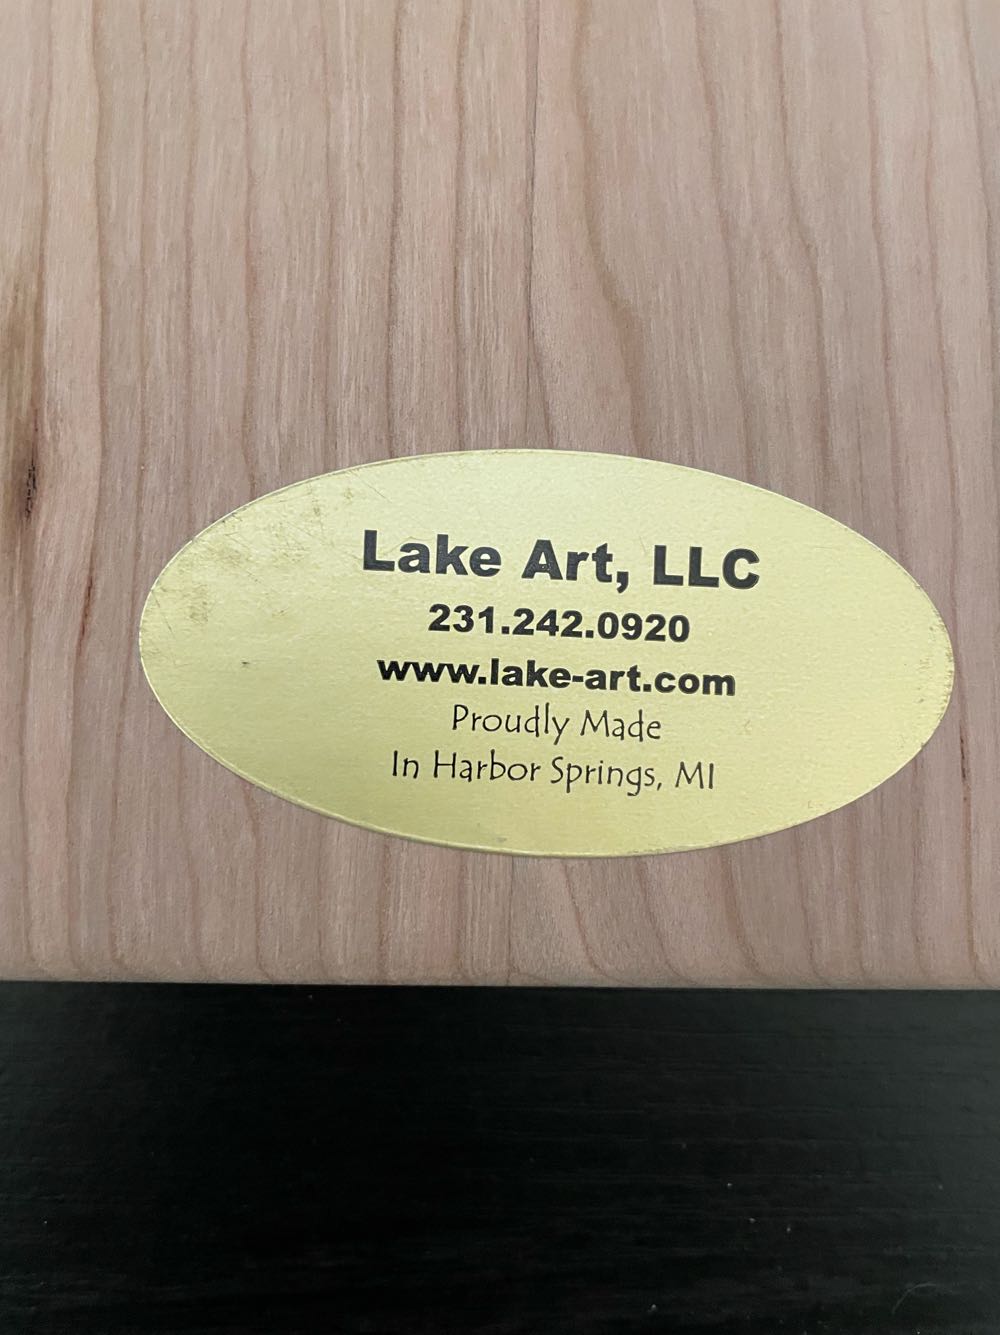 Lake Art, LLC
231.242.0920
www.lake-art.com
Proudly Made
In Harbor Springs, MI